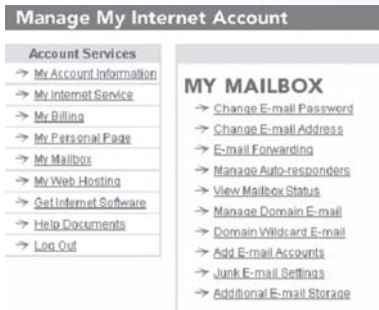 Manage My Internet Account
Account Services
My Account Information
My Internet Service
My Billing
My Personal Page
My Mailbox
My Web Hosting
Get Internet Software
Help Documents
Log Out
MY MAILBOX
Change E-mail Password
Change E-mail Address
E-mail Forwarding
Manage Auto-responders
View Mailbox Status
Manage Domain E-mail
Domain Wildcard E-mail
Add E-mail Accounts
Junk E-mail Settings
Additional E-mail Storage